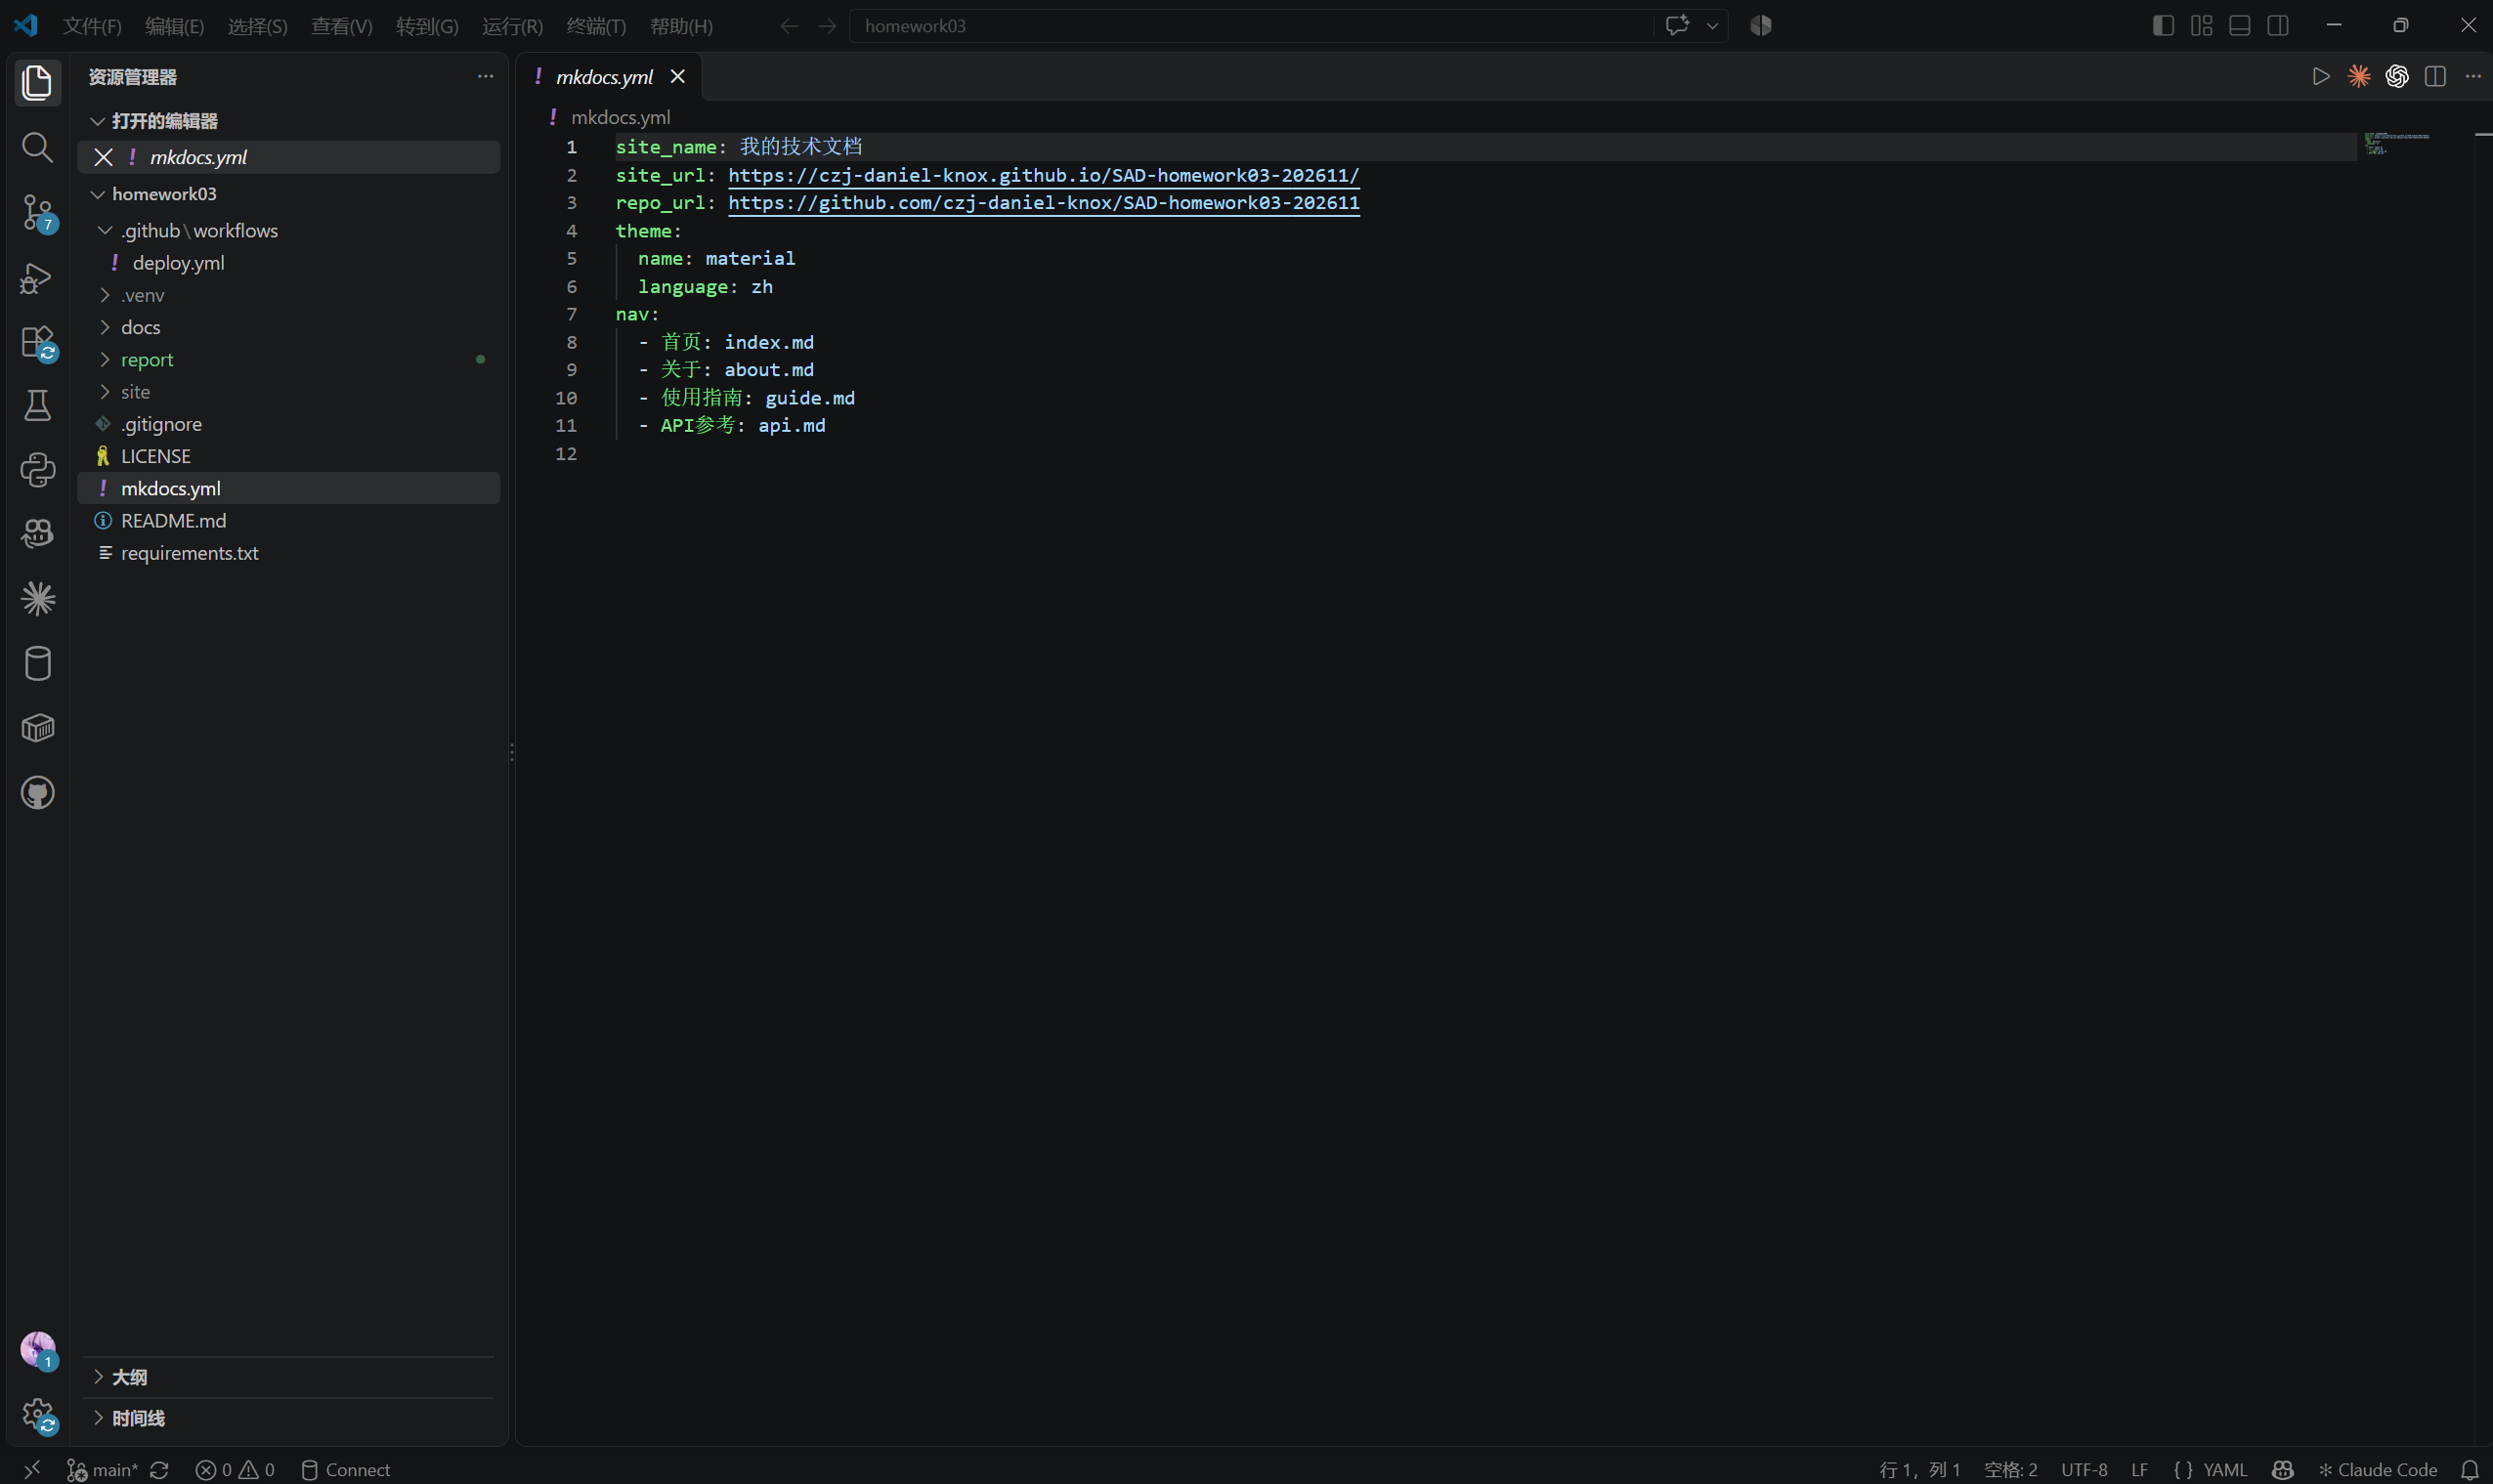 文件(F) 编辑(E) 选择(S) 查看(V) 转到(G) 运行(R) 终端(T) 帮助(H) homework03
资源管理器
mkdocs.yml
打开的编辑器
mkdocs.yml
homework03
.github\workflows
deploy.yml
.venv
docs
report
site
.gitignore
LICENSE
mkdocs.yml
README.md
requirements.txt
大纲
时间线
7
1
mkdocs.yml
1 site_name: 我的技术文档
2 site_url: https://czj-daniel-knox.github.io/SAD-homework03-202611/
3 repo_url: https://github.com/czj-daniel-knox/SAD-homework03-202611
4 theme:
5 name: material
6 language: zh
7 nav:
8 - 首页: index.md
9 - 关于: about.md
10 - 使用指南: guide.md
11 - API参考: api.md
12
main* 0 0 Connect 行 1，列 1 空格: 2 UTF-8 LF { } YAML Claude Code